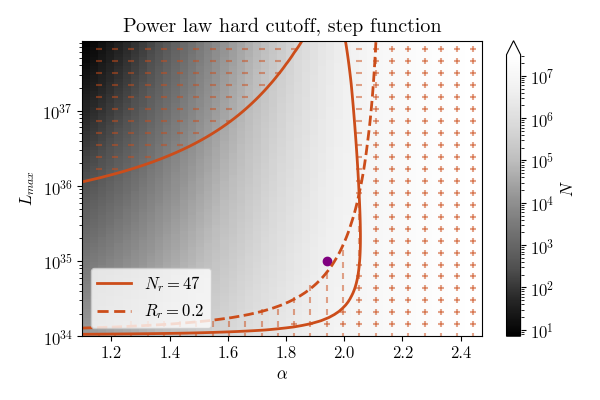 Power law hard cutoff, step function
10^37
10^36
10^35
10^34
L_max
N_r = 47
R_r = 0.2
1.2 1.4 1.6 1.8 2.0 2.2 2.4
α
10^7
10^6
10^5
10^4
10^3
10^2
10^1
N